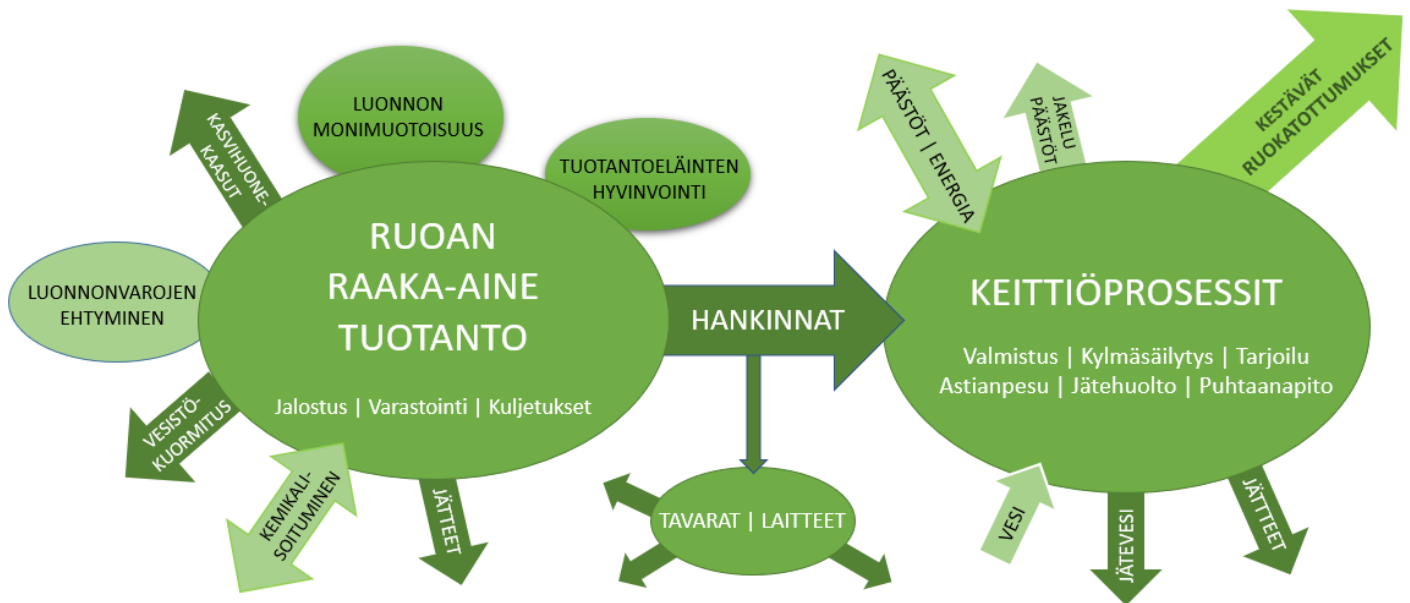 KASVIHUONE-
KAASUT
LUONNON
MONIMUOTOISUUS
TUOTANTOELÄINTEN
HYVINVOINTI
LUONNONVAROJEN
EHTYMINEN
RUOAN
RAAKA-AINE
TUOTANTO
Jalostus | Varastointi | Kuljetukset
VESISTÖ-
KUORMITUS
KEMIKALI-
SOITUMINEN
JÄTTEET
HANKINNAT
TAVARAT | LAITTEET
PÄÄSTÖT | ENERGIA
JAKELU
PÄÄSTÖT
KESTÄVÄT
RUOKATOTTUMUKSET
KEITTIÖPROSESSIT
Valmistus | Kylmäsäilytys | Tarjoilu
Astianpesu | Jätehuolto | Puhtaanapito
VESI
JÄTEVESI
JÄTTTEET